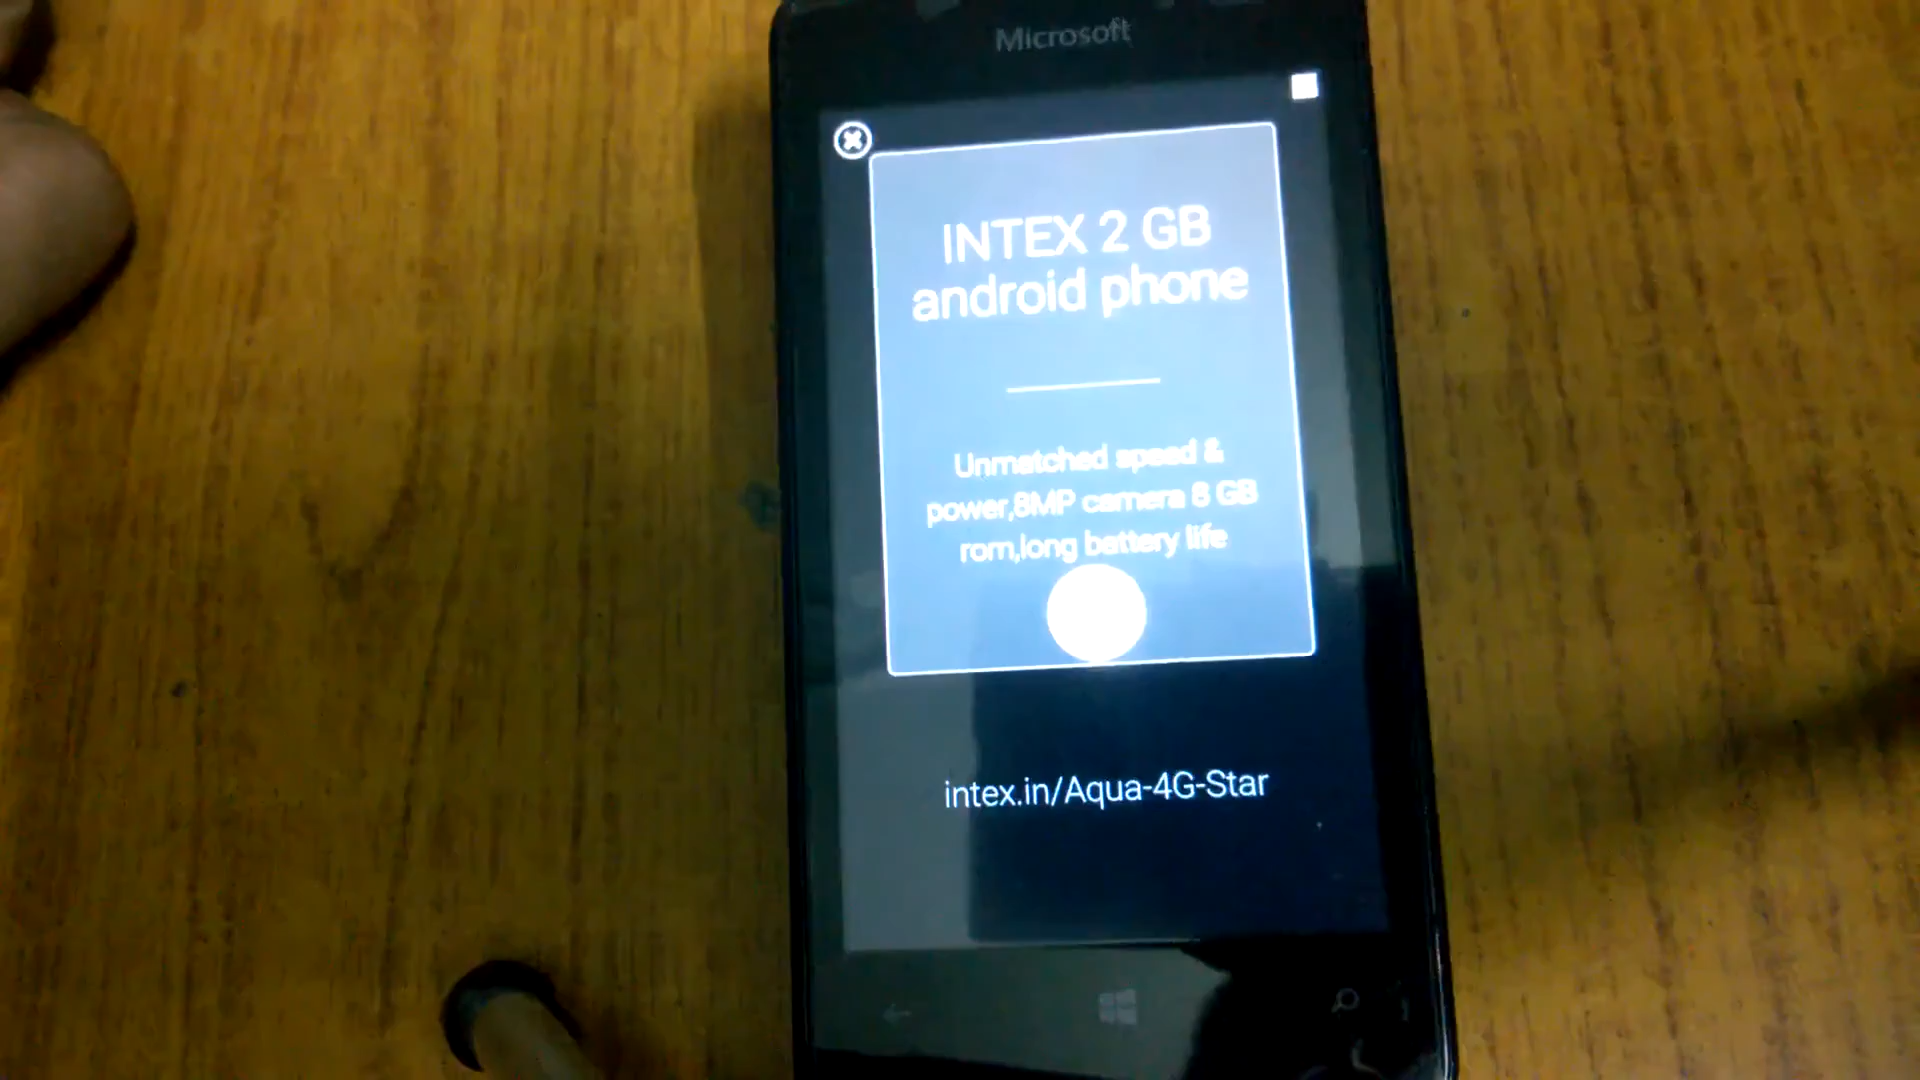 Microsoft
INTEX 2 GB
android phone
Unmatched speed &
power,8MP camera 8 GB
rom,long battery life
intex.in/Aqua-4G-Star